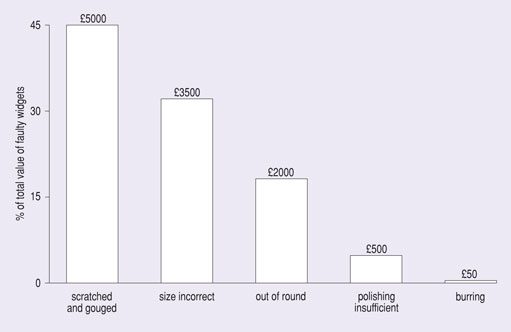 % of total value of faulty widgets
45
30
15
0
£5000
£3500
£2000
£500
£50
scratched
and gouged
size incorrect
out of round
polishing
insufficient
burring